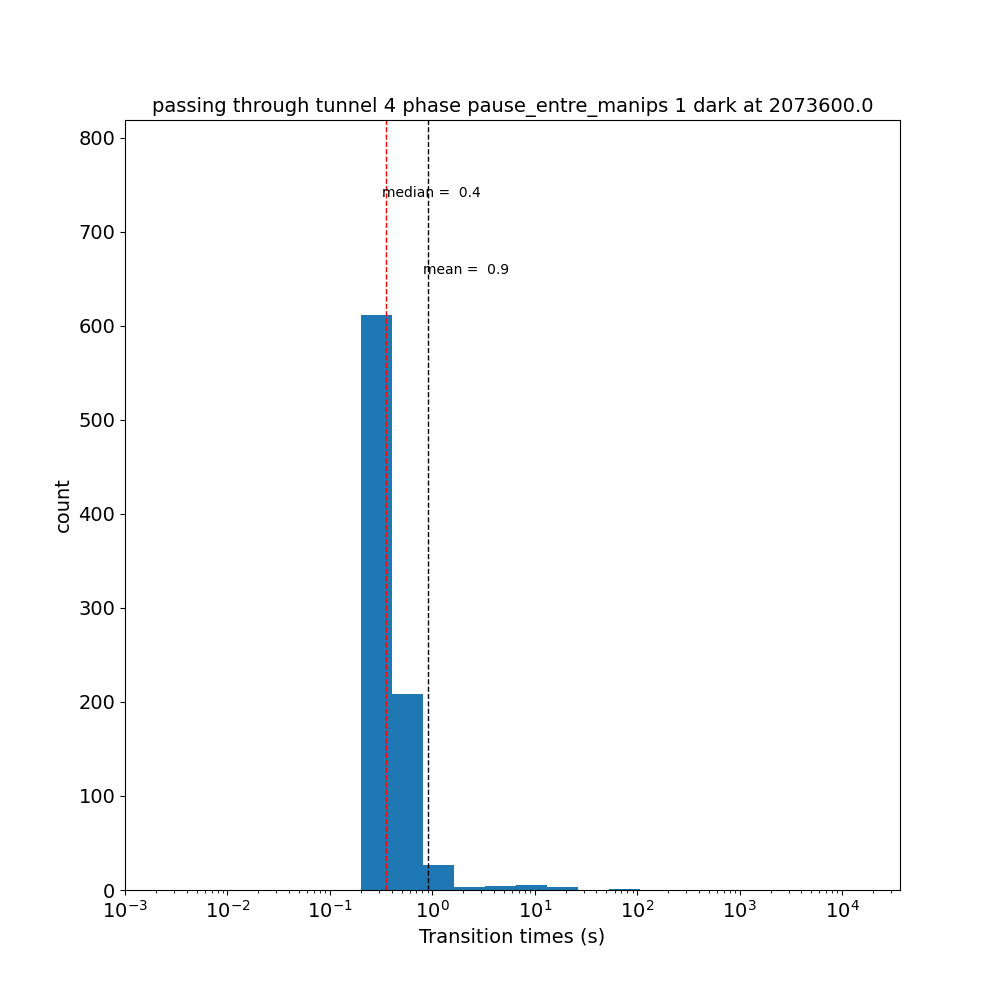 passing through tunnel 4 phase pause_entre_manips 1 dark at 2073600.0
800
median =  0.4
700
mean =  0.9
600
500
count
400
300
200
100
0
10⁻³ 10⁻² 10⁻¹ 10⁰ 10¹ 10² 10³ 10⁴
Transition times (s)